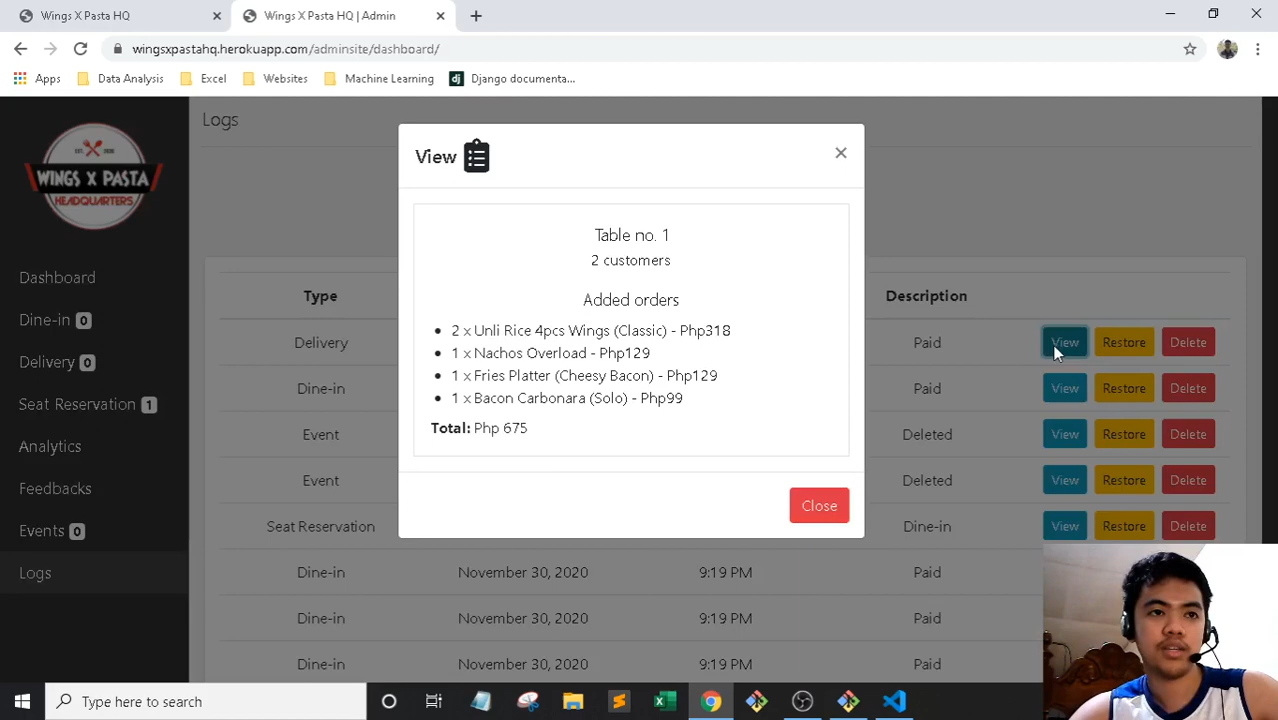 Wings X Pasta HQ
Wings X Pasta HQ | Admin
wingsxpastahq.herokuapp.com/adminsite/dashboard/
Apps Data Analysis Excel Websites Machine Learning dj Django documenta...
WINGS X PASTA
HEADQUARTERS
Dashboard
Dine-in 0
Delivery 0
Seat Reservation 1
Analytics
Feedbacks
Events 0
Logs
Logs
View
Table no. 1
2 customers
Added orders
2 x Unli Rice 4pcs Wings (Classic) - Php318
1 x Nachos Overload - Php129
1 x Fries Platter (Cheesy Bacon) - Php129
1 x Bacon Carbonara (Solo) - Php99
Total: Php 675
Close
Type Description
Delivery Paid View Restore Delete
Dine-in Paid View Restore Delete
Event Deleted View Restore Delete
Event Deleted View Restore Delete
Seat Reservation Dine-in View Restore Delete
Dine-in November 30, 2020 9:19 PM Paid
Dine-in November 30, 2020 9:19 PM Paid
Dine-in November 30, 2020 9:19 PM Paid
Type here to search